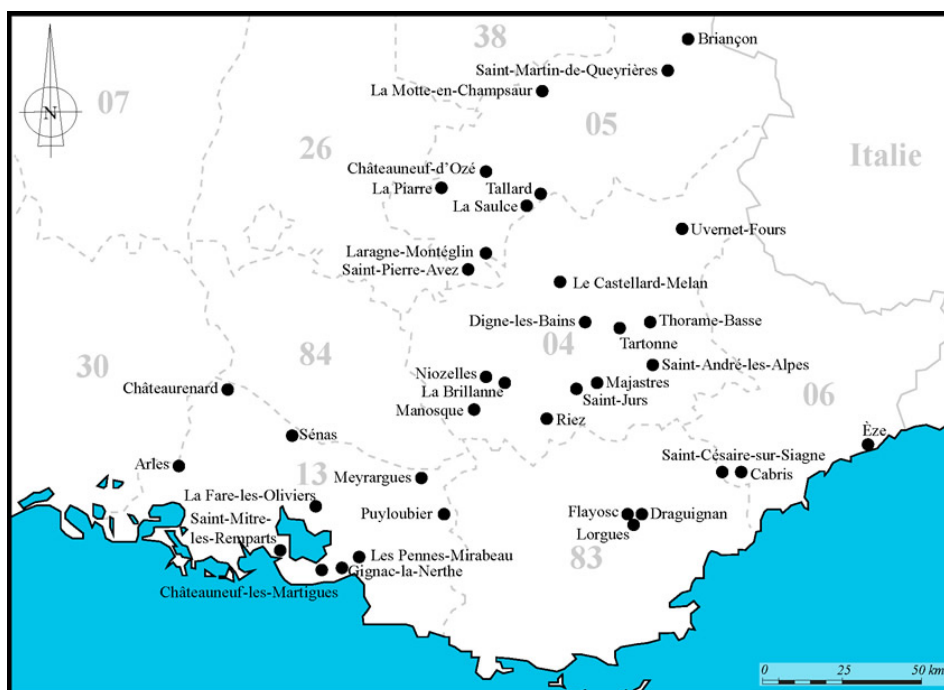 38
Briançon
Saint-Martin-de-Queyrières
La Motte-en-Champsaur
N
07
05
26
Italie
Châteauneuf-d'Ozé
La Piarre
Tallard
La Saulce
Uvernet-Fours
Laragne-Montéglin
Saint-Pierre-Avez
Le Castellard-Melan
Digne-les-Bains
Thorame-Basse
Tartonne
04
84
30
Saint-André-les-Alpes
Niozelles
La Brillanne
Majastres
Saint-Jurs
06
Châteaurenard
Manosque
Riez
Sénas
Èze
Saint-Césaire-sur-Siagne
Cabris
Arles
13
Meyrargues
La Fare-les-Oliviers
Saint-Mitre-
les-Remparts
Puyloubier
Flayosc
Draguignan
Lorgues
83
Les Pennes-Mirabeau
Gignac-la-Nerthe
Châteauneuf-les-Martigues
0 25 50 km